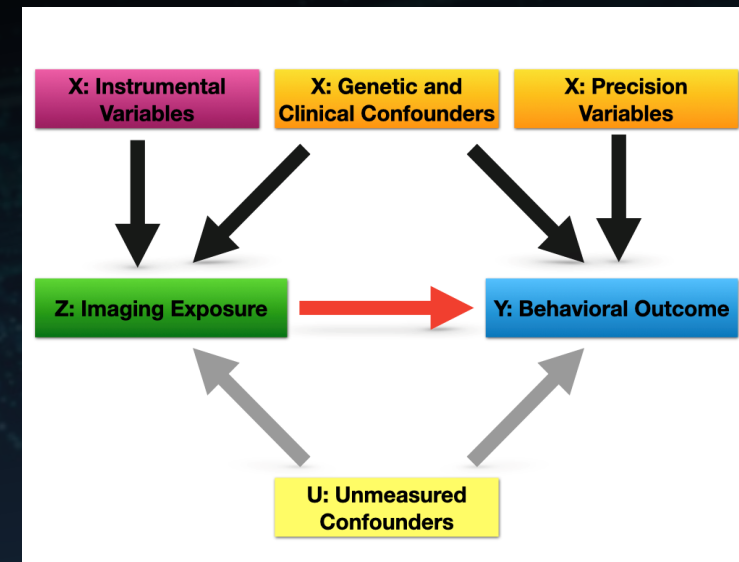 X: Instrumental
Variables
X: Genetic and
Clinical Confounders
X: Precision
Variables
Z: Imaging Exposure
Y: Behavioral Outcome
U: Unmeasured
Confounders